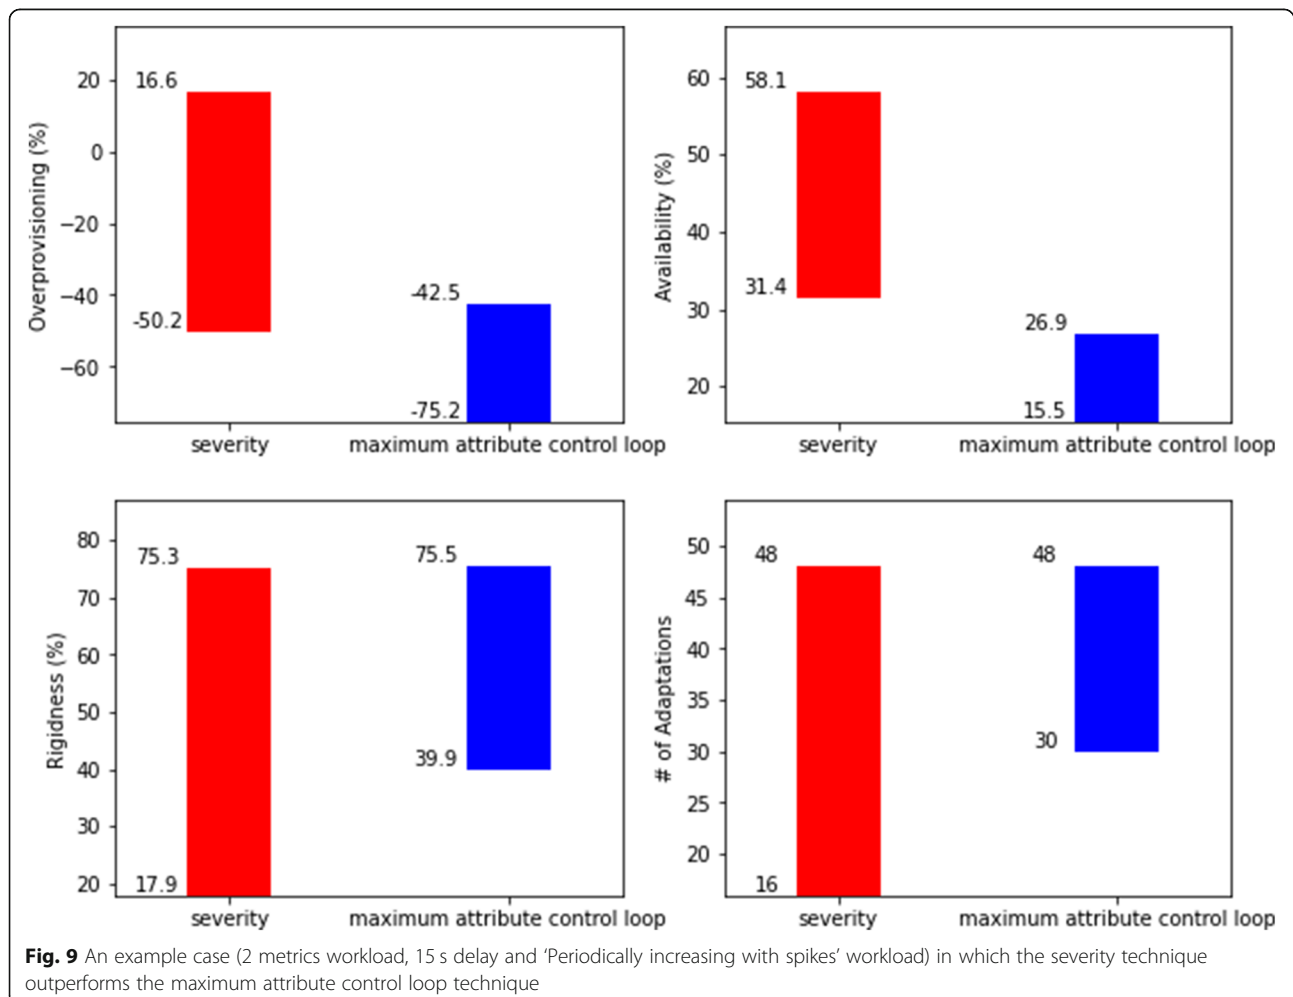 Overprovisioning (%)
20
0
−20
−40
−60
16.6
-50.2
-42.5
-75.2
severity
maximum attribute control loop
Availability (%)
60
50
40
30
20
58.1
31.4
26.9
15.5
severity
maximum attribute control loop
Rigidness (%)
80
70
60
50
40
30
20
75.3
17.9
75.5
39.9
severity
maximum attribute control loop
# of Adaptations
50
45
40
35
30
25
20
48
16
48
30
severity
maximum attribute control loop
Fig. 9 An example case (2 metrics workload, 15 s delay and ‘Periodically increasing with spikes’ workload) in which the severity technique
outperforms the maximum attribute control loop technique